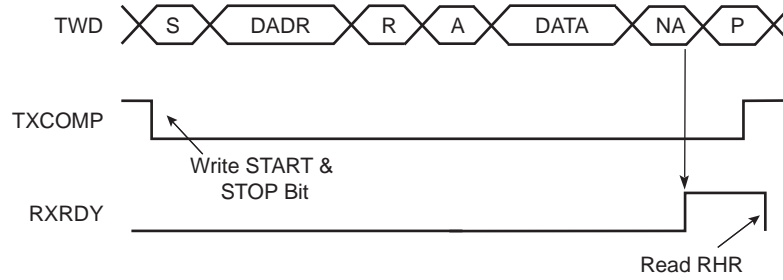 TWD S DADR R A DATA NA P
TXCOMP
Write START &
STOP Bit
RXRDY
Read RHR